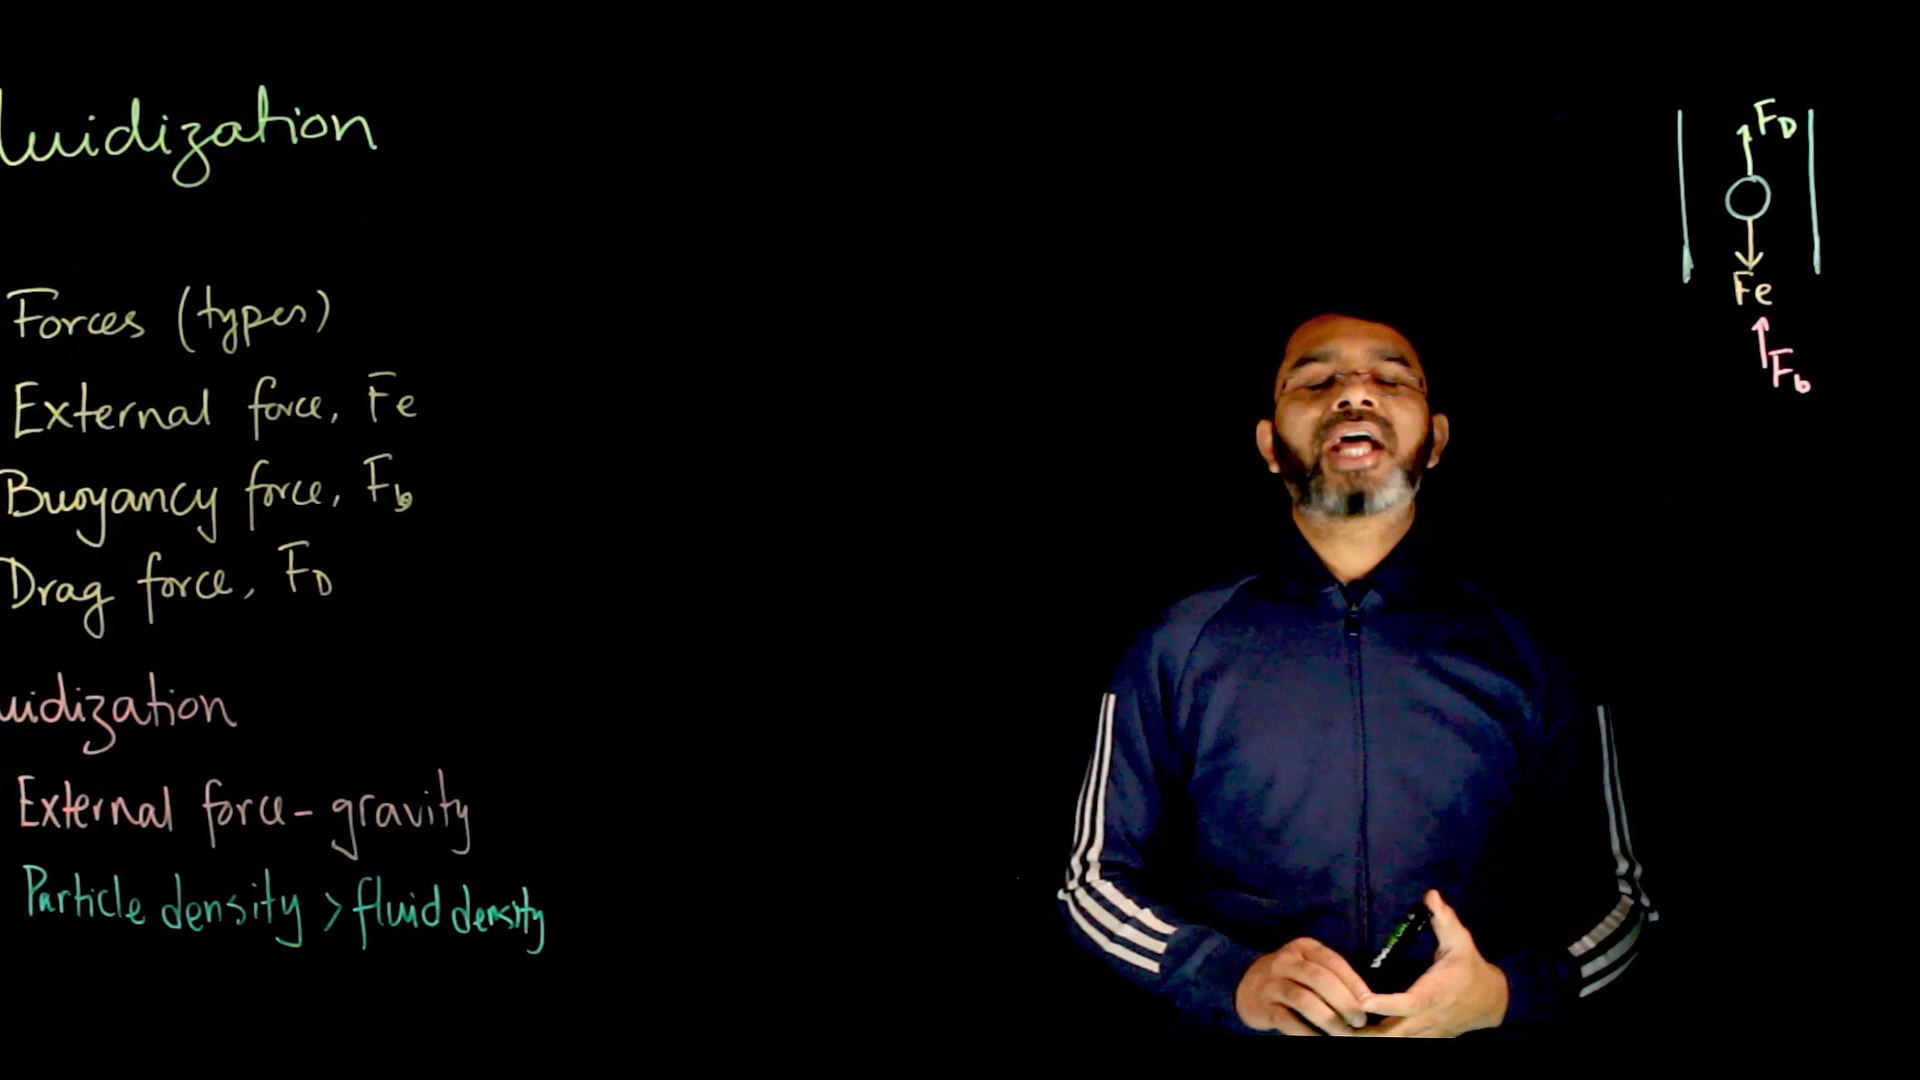 luidization
Forces (types)
External force, Fe
Buoyancy force, Fb
Drag force, FD
uidization
External force - gravity
Particle density > fluid density
FD
Fe
Fb